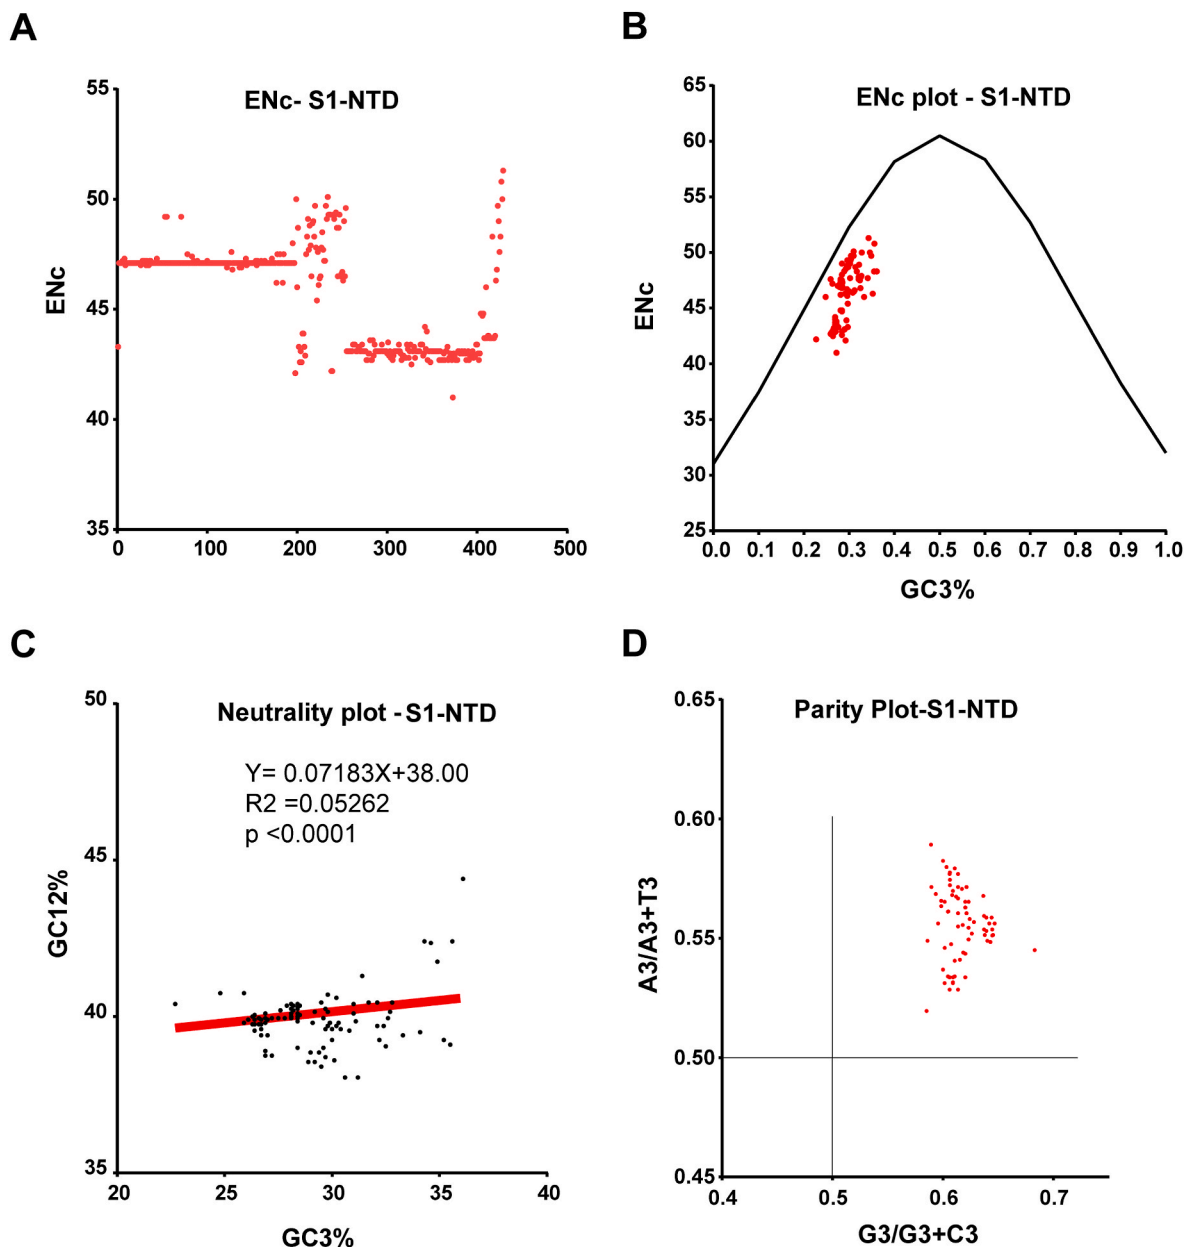 A
ENc- S1-NTD
ENc
55
50
45
40
35
0 100 200 300 400 500
B
ENc plot - S1-NTD
ENc
65
60
55
50
45
40
35
30
25
0.0 0.1 0.2 0.3 0.4 0.5 0.6 0.7 0.8 0.9 1.0
GC3%
C
Neutrality plot -S1-NTD
Y= 0.07183X+38.00
R2 =0.05262
p <0.0001
GC12%
50
45
40
35
20 25 30 35 40
GC3%
D
Parity Plot-S1-NTD
A3/A3+T3
0.65
0.60
0.55
0.50
0.45
0.4 0.5 0.6 0.7
G3/G3+C3